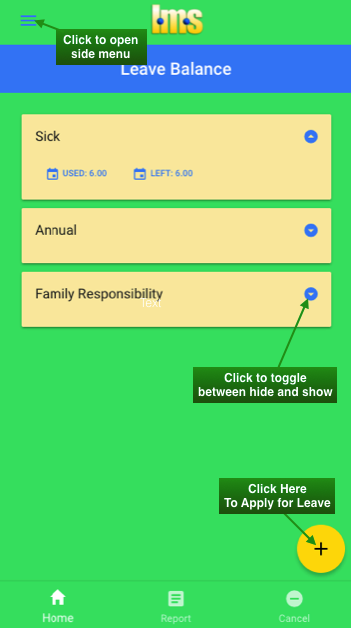 lms
Click to open
side menu
Leave Balance
Sick
USED: 6.00
LEFT: 6.00
Annual
Family Responsibility
Text
Click to toggle
between hide and show
Click Here
To Apply for Leave
Home
Report
Cancel